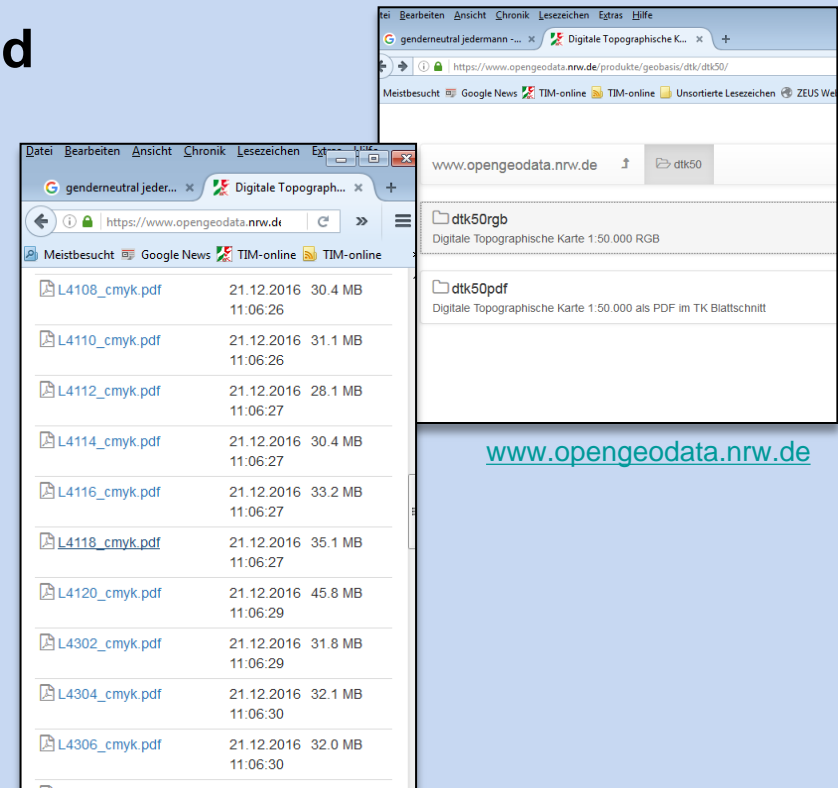 d
tei Bearbeiten Ansicht Chronik Lesezeichen Extras Hilfe
genderneutral jedermann -... × Digitale Topographische K... × +
https://www.opengeodata.nrw.de/produkte/geobasis/dtk/dtk50/
Meistbesucht Google News TIM-online TIM-online Unsortierte Lesezeichen ZEUS Wel
www.opengeodata.nrw.de dtk50
dtk50rgb
Digitale Topographische Karte 1:50.000 RGB
dtk50pdf
Digitale Topographische Karte 1:50.000 als PDF im TK Blattschnitt
www.opengeodata.nrw.de
Datei Bearbeiten Ansicht Chronik Lesezeichen Extras
genderneutral jeder... × Digitale Topograph... × +
https://www.opengeodata.nrw.de
Meistbesucht Google News TIM-online TIM-online
L4108_cmyk.pdf 21.12.2016 30.4 MB
11:06:26
L4110_cmyk.pdf 21.12.2016 31.1 MB
11:06:26
L4112_cmyk.pdf 21.12.2016 28.1 MB
11:06:27
L4114_cmyk.pdf 21.12.2016 30.4 MB
11:06:27
L4116_cmyk.pdf 21.12.2016 33.2 MB
11:06:27
L4118_cmyk.pdf 21.12.2016 35.1 MB
11:06:27
L4120_cmyk.pdf 21.12.2016 45.8 MB
11:06:29
L4302_cmyk.pdf 21.12.2016 31.8 MB
11:06:29
L4304_cmyk.pdf 21.12.2016 32.1 MB
11:06:30
L4306_cmyk.pdf 21.12.2016 32.0 MB
11:06:30